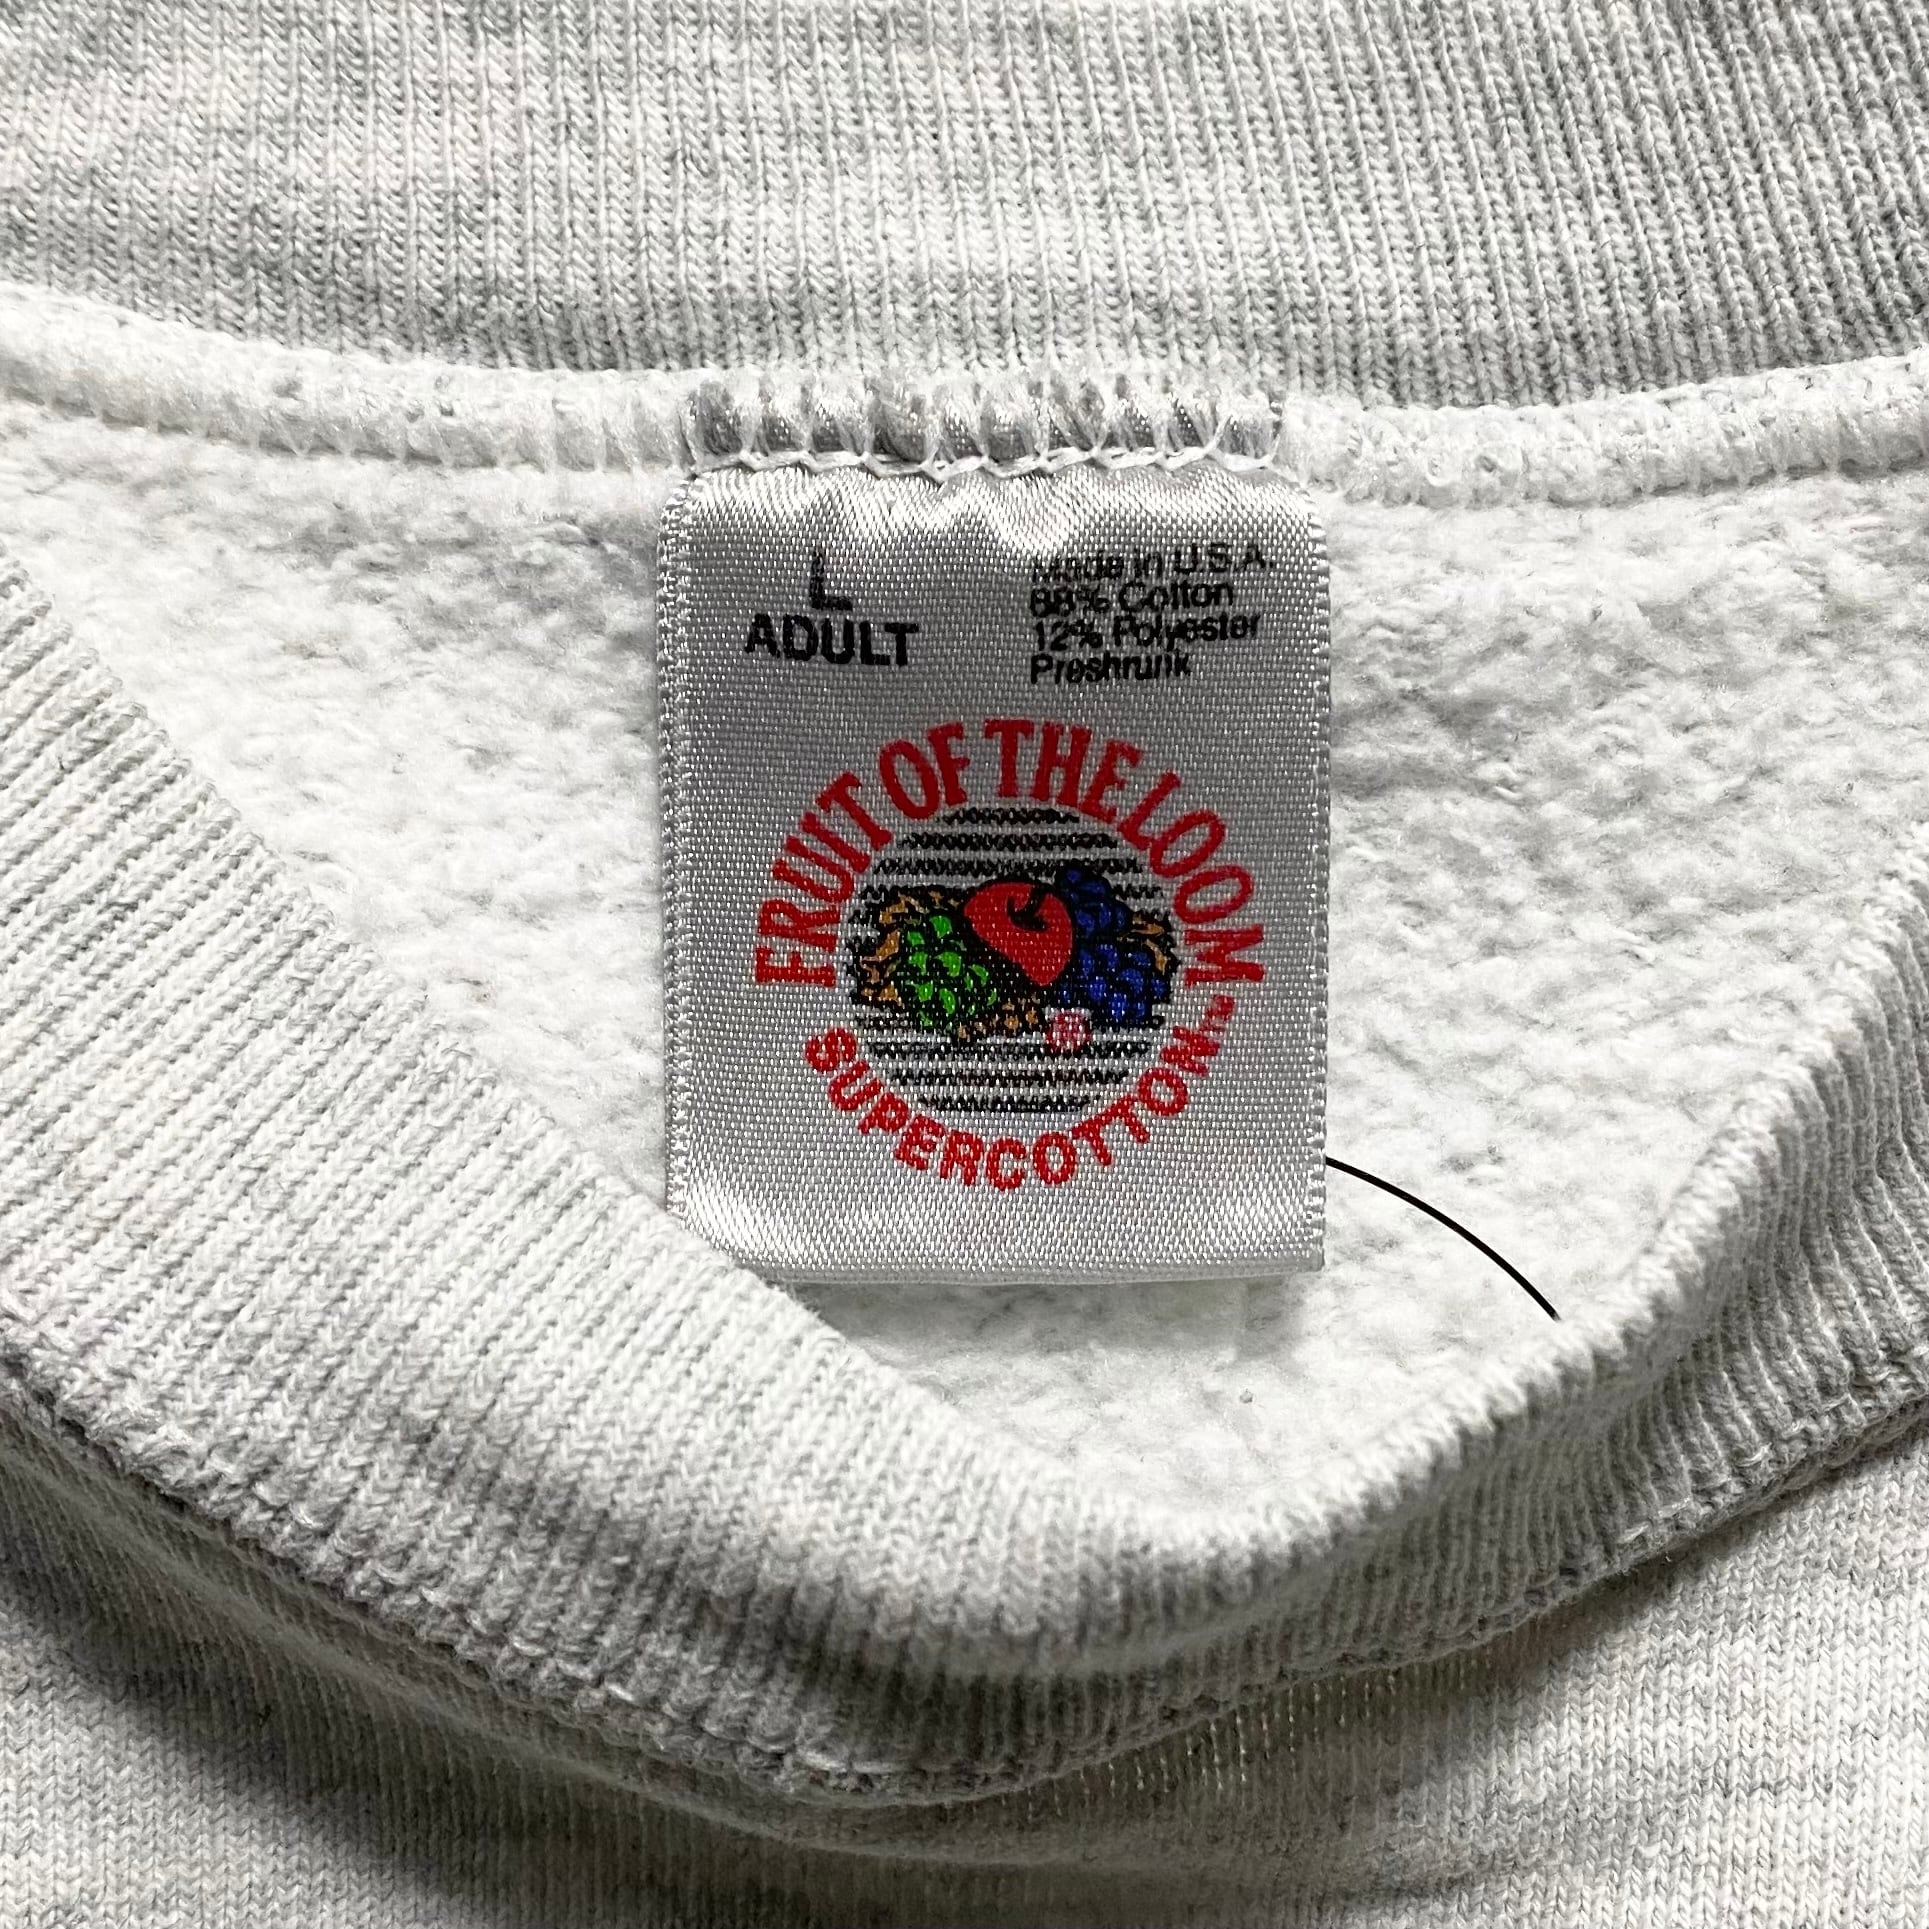 L
ADULT
Made in U.S.A.
88% Cotton
12% Polyester
Preshrunk
FRUIT OF THE LOOM
SUPERCOTTON